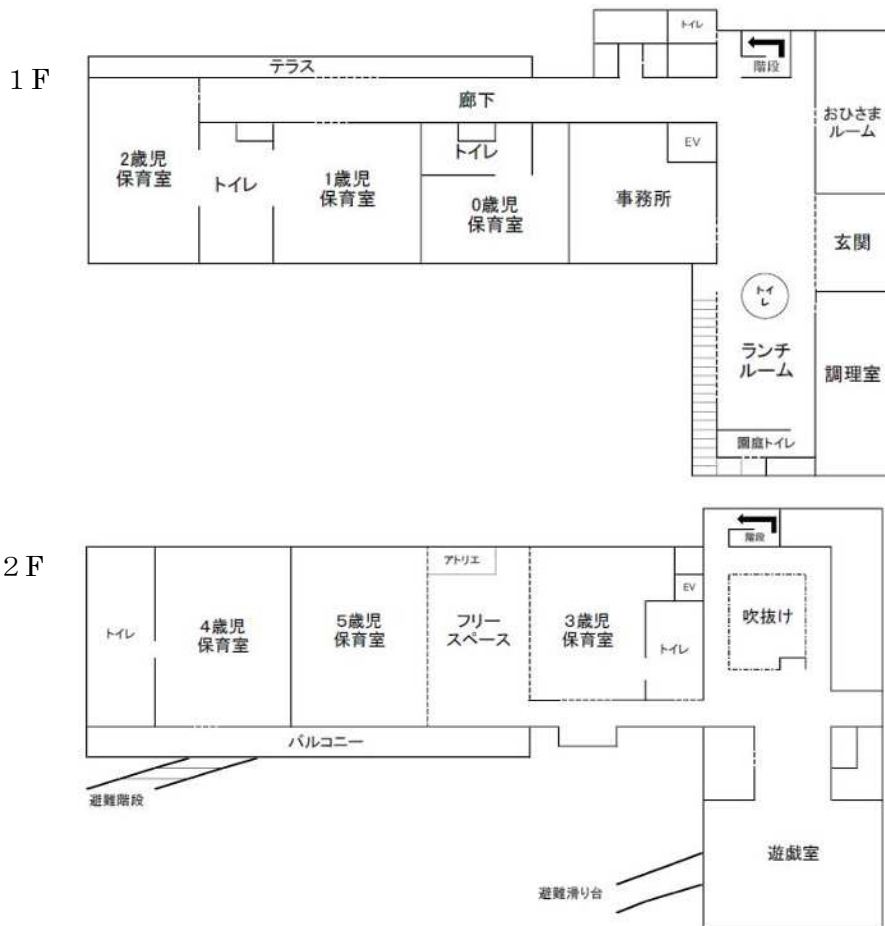 １Ｆ
トイレ
階段
テラス
廊下
おひさま
ルーム
EV
2歳児
保育室
トイレ
1歳児
保育室
トイレ
0歳児
保育室
事務所
玄関
トイ
レ
ランチ
ルーム
調理室
園庭トイレ
２Ｆ
階段
アトリエ
EV
吹抜け
トイレ
4歳児
保育室
5歳児
保育室
フリー
スペース
3歳児
保育室
トイレ
バルコニー
避難階段
遊戯室
避難滑り台